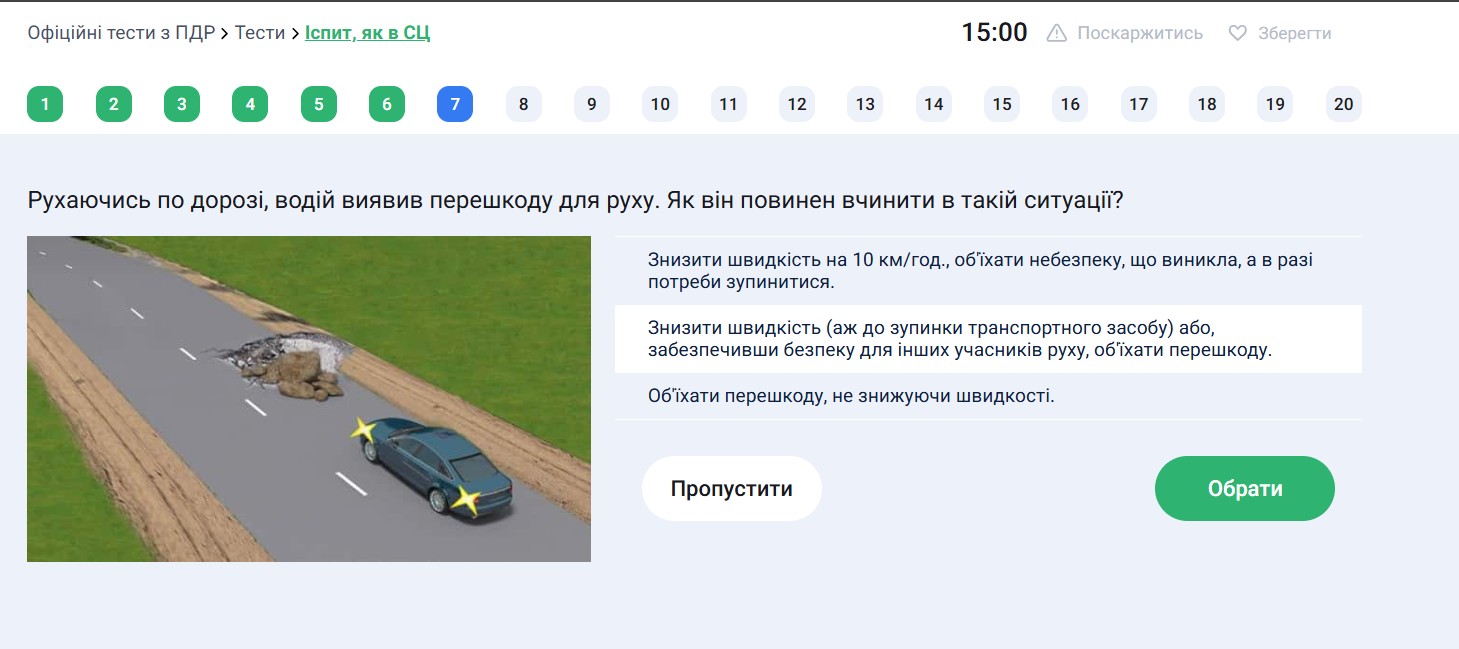 Офіційні тести з ПДР > Тести > Іспит, як в СЦ
15:00 Поскаржитись Зберегти
1 2 3 4 5 6 7 8 9 10 11 12 13 14 15 16 17 18 19 20
Рухаючись по дорозі, водій виявив перешкоду для руху. Як він повинен вчинити в такій ситуації?
Знизити швидкість на 10 км/год., об'їхати небезпеку, що виникла, а в разі
потреби зупинитися.
Знизити швидкість (аж до зупинки транспортного засобу) або,
забезпечивши безпеку для інших учасників руху, об'їхати перешкоду.
Об'їхати перешкоду, не знижуючи швидкості.
Пропустити
Обрати